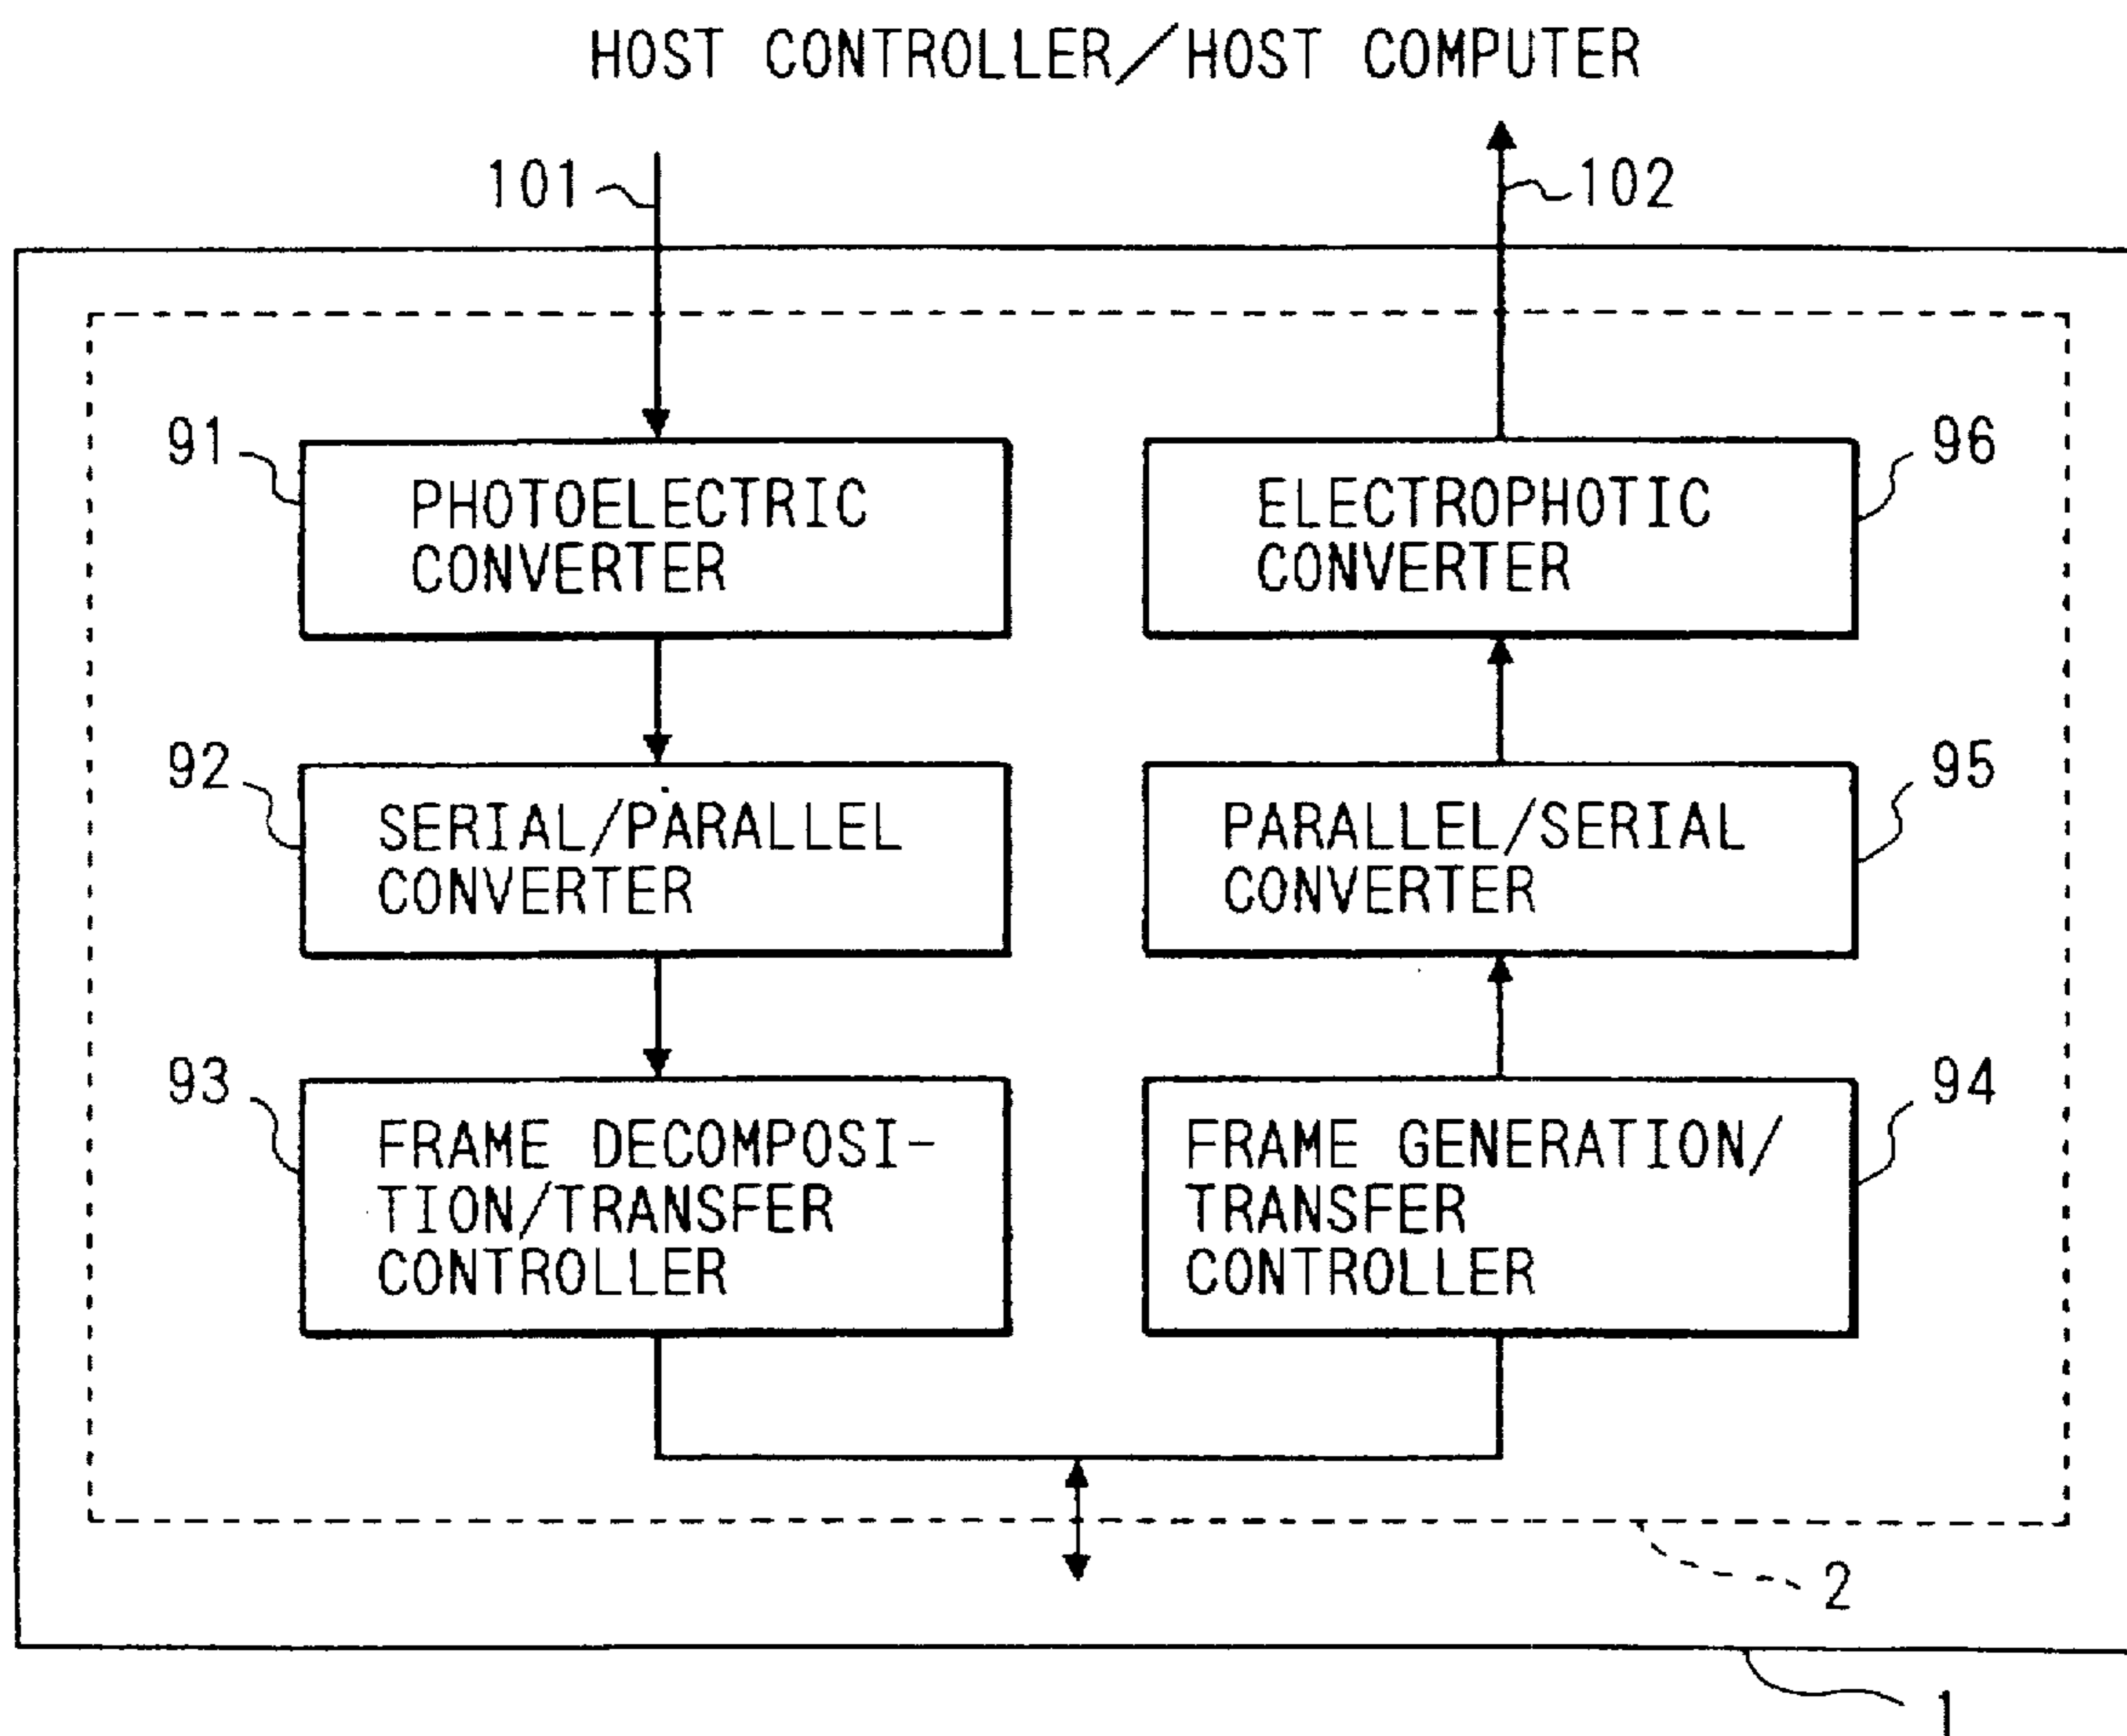 HOST CONTROLLER/HOST COMPUTER
101
102
91
PHOTOELECTRIC
CONVERTER
ELECTROPHOTIC
CONVERTER
96
92
SERIAL/PARALLEL
CONVERTER
PARALLEL/SERIAL
CONVERTER
95
93
FRAME DECOMPOSI-
TION/TRANSFER
CONTROLLER
FRAME GENERATION/
TRANSFER
CONTROLLER
94
2
1